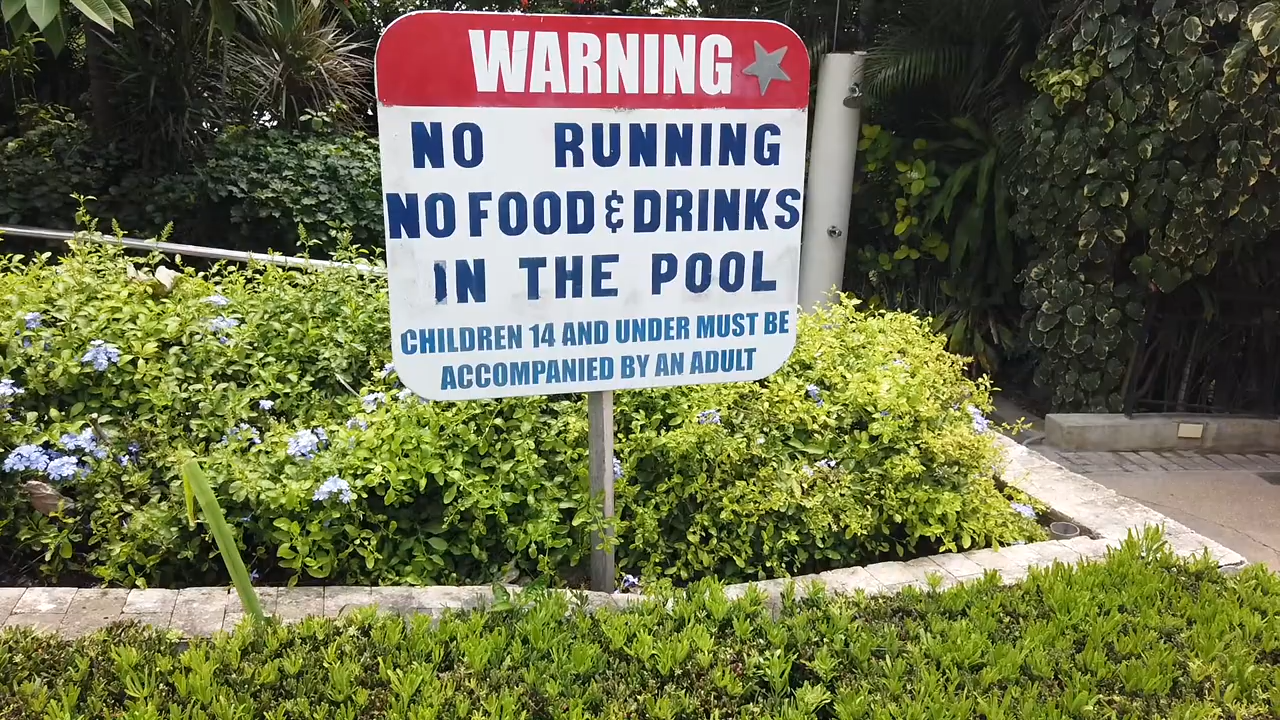 WARNING
NO RUNNING
NO FOOD & DRINKS
IN THE POOL
CHILDREN 14 AND UNDER MUST BE
ACCOMPANIED BY AN ADULT